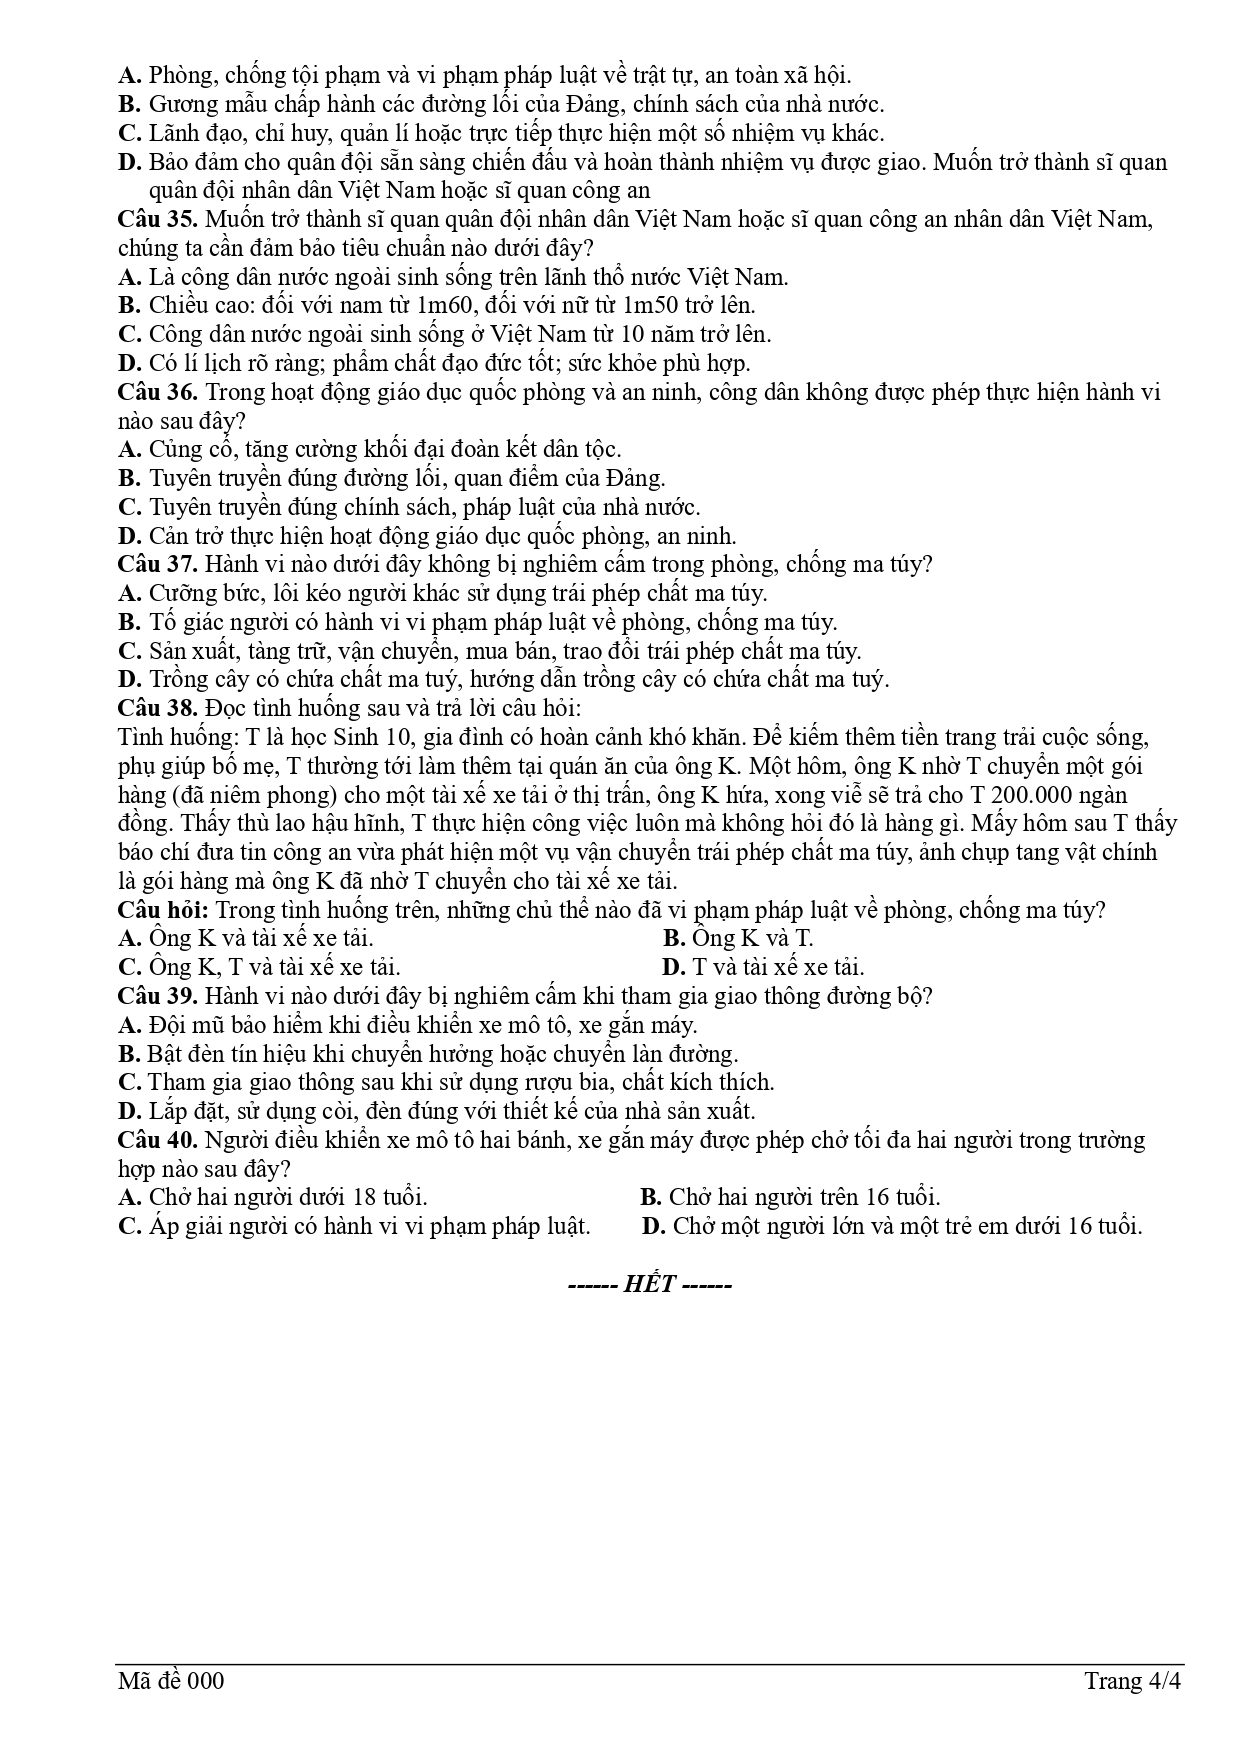 A. Phòng, chống tội phạm và vi phạm pháp luật về trật tự, an toàn xã hội.
B. Gương mẫu chấp hành các đường lối của Đảng, chính sách của nhà nước.
C. Lãnh đạo, chỉ huy, quản lí hoặc trực tiếp thực hiện một số nhiệm vụ khác.
D. Bảo đảm cho quân đội sẵn sàng chiến đấu và hoàn thành nhiệm vụ được giao. Muốn trở thành sĩ quan
quân đội nhân dân Việt Nam hoặc sĩ quan công an
Câu 35. Muốn trở thành sĩ quan quân đội nhân dân Việt Nam hoặc sĩ quan công an nhân dân Việt Nam,
chúng ta cần đảm bảo tiêu chuẩn nào dưới đây?
A. Là công dân nước ngoài sinh sống trên lãnh thổ nước Việt Nam.
B. Chiều cao: đối với nam từ 1m60, đối với nữ từ 1m50 trở lên.
C. Công dân nước ngoài sinh sống ở Việt Nam từ 10 năm trở lên.
D. Có lí lịch rõ ràng; phẩm chất đạo đức tốt; sức khỏe phù hợp.
Câu 36. Trong hoạt động giáo dục quốc phòng và an ninh, công dân không được phép thực hiện hành vi
nào sau đây?
A. Củng cố, tăng cường khối đại đoàn kết dân tộc.
B. Tuyên truyền đúng đường lối, quan điểm của Đảng.
C. Tuyên truyền đúng chính sách, pháp luật của nhà nước.
D. Cản trở thực hiện hoạt động giáo dục quốc phòng, an ninh.
Câu 37. Hành vi nào dưới đây không bị nghiêm cấm trong phòng, chống ma túy?
A. Cưỡng bức, lôi kéo người khác sử dụng trái phép chất ma túy.
B. Tố giác người có hành vi vi phạm pháp luật về phòng, chống ma túy.
C. Sản xuất, tàng trữ, vận chuyển, mua bán, trao đổi trái phép chất ma túy.
D. Trồng cây có chứa chất ma tuý, hướng dẫn trồng cây có chứa chất ma tuý.
Câu 38. Đọc tình huống sau và trả lời câu hỏi:
Tình huống: T là học Sinh 10, gia đình có hoàn cảnh khó khăn. Để kiếm thêm tiền trang trải cuộc sống,
phụ giúp bố mẹ, T thường tới làm thêm tại quán ăn của ông K. Một hôm, ông K nhờ T chuyển một gói
hàng (đã niêm phong) cho một tài xế xe tải ở thị trấn, ông K hứa, xong viễ sẽ trả cho T 200.000 ngàn
đồng. Thấy thù lao hậu hĩnh, T thực hiện công việc luôn mà không hỏi đó là hàng gì. Mấy hôm sau T thấy
báo chí đưa tin công an vừa phát hiện một vụ vận chuyển trái phép chất ma túy, ảnh chụp tang vật chính
là gói hàng mà ông K đã nhờ T chuyển cho tài xế xe tải.
Câu hỏi: Trong tình huống trên, những chủ thể nào đã vi phạm pháp luật về phòng, chống ma túy?
A. Ông K và tài xế xe tải. B. Ông K và T.
C. Ông K, T và tài xế xe tải. D. T và tài xế xe tải.
Câu 39. Hành vi nào dưới đây bị nghiêm cấm khi tham gia giao thông đường bộ?
A. Đội mũ bảo hiểm khi điều khiển xe mô tô, xe gắn máy.
B. Bật đèn tín hiệu khi chuyển hướng hoặc chuyển làn đường.
C. Tham gia giao thông sau khi sử dụng rượu bia, chất kích thích.
D. Lắp đặt, sử dụng còi, đèn đúng với thiết kế của nhà sản xuất.
Câu 40. Người điều khiển xe mô tô hai bánh, xe gắn máy được phép chở tối đa hai người trong trường
hợp nào sau đây?
A. Chở hai người dưới 18 tuổi. B. Chở hai người trên 16 tuổi.
C. Áp giải người có hành vi vi phạm pháp luật. D. Chở một người lớn và một trẻ em dưới 16 tuổi.
------ HẾT ------
Mã đề 000 Trang 4/4